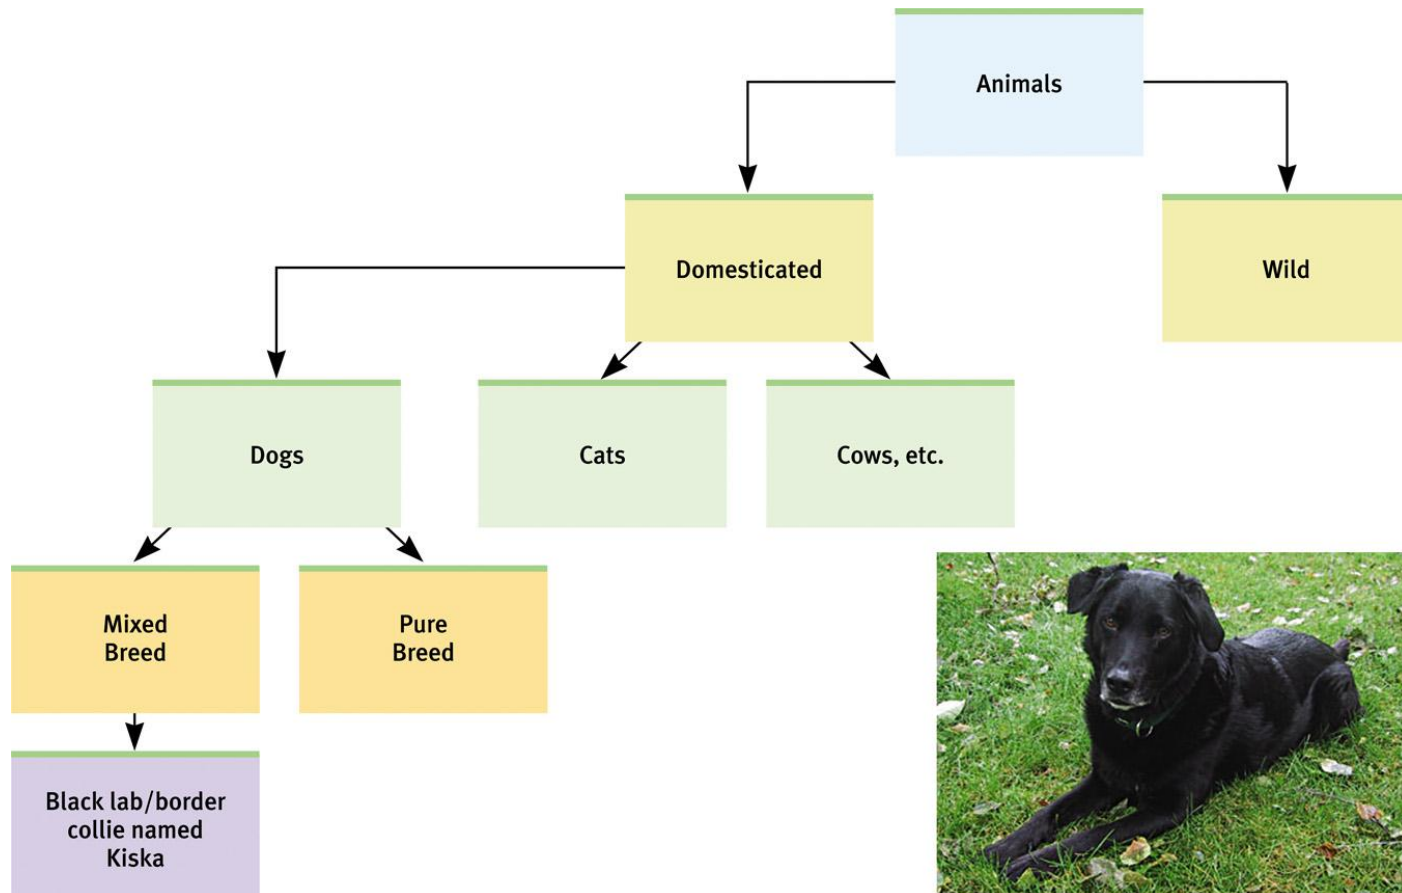 Animals
Domesticated
Wild
Dogs
Cats
Cows, etc.
Mixed
Breed
Pure
Breed
Black lab/border
collie named
Kiska